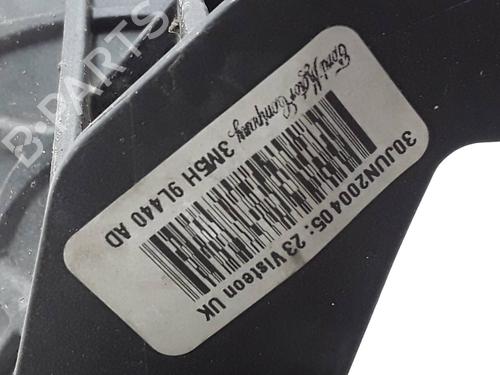 Ford Motor Company
3M5H 9L440 AD
30JUN200405:23 Visteon UK
B-PARTS